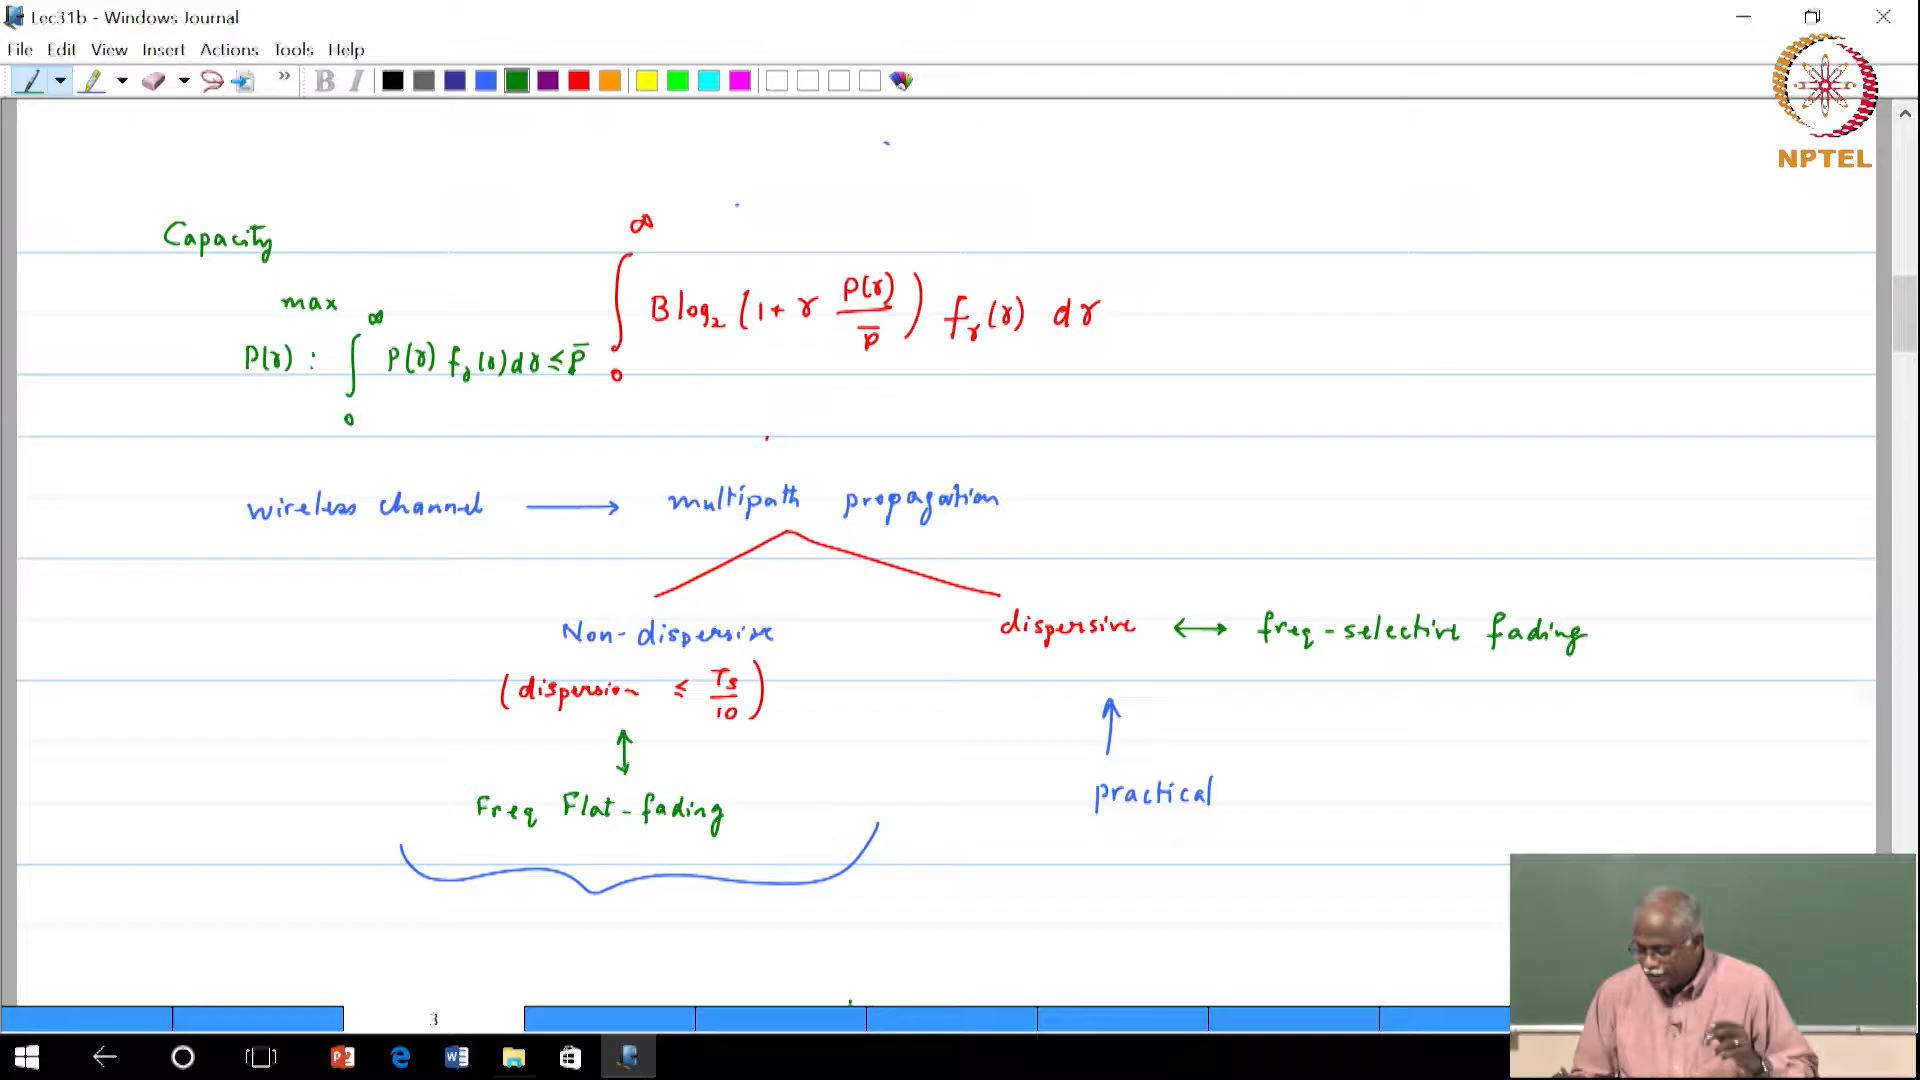 Lec31b - Windows Journal
File Edit View Insert Actions Tools Help
» B I
NPTEL
Capacity
max
P(γ) : ∫₀^∞ P(γ) f_γ(γ) dγ ≤ P̄ ∫₀^∞ B log₂ (1 + γ P(γ)/P̄) f_γ(γ) dγ
wireless channel ⟶ multipath propagation
Non-dispersive dispersive ↔ freq-selective fading
(dispersion ≤ Ts/10)
↕
Freq Flat-fading
↑
practical
3